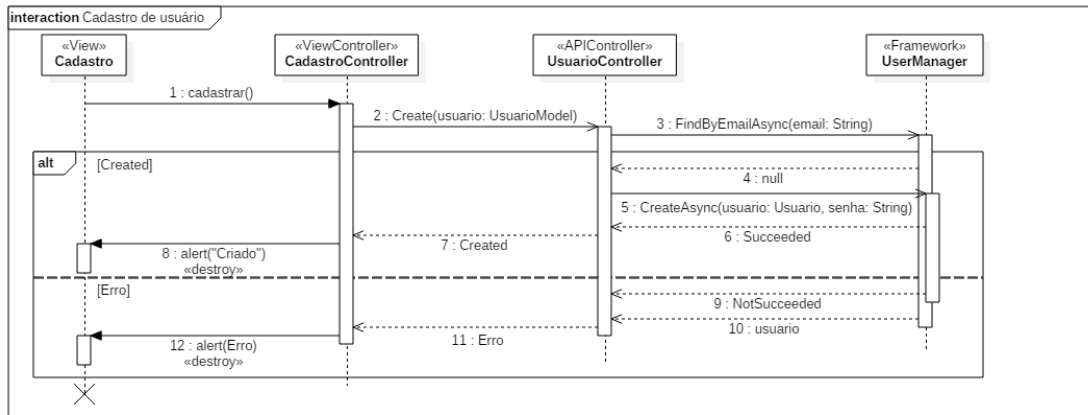 interaction Cadastro de usuário
«View»
Cadastro
«ViewController»
CadastroController
«APIController»
UsuarioController
«Framework»
UserManager
1 : cadastrar()
2 : Create(usuario: UsuarioModel)
3 : FindByEmailAsync(email: String)
alt
[Created]
4 : null
5 : CreateAsync(usuario: Usuario, senha: String)
6 : Succeeded
7 : Created
8 : alert("Criado")
«destroy»
[Erro]
9 : NotSucceeded
10 : usuario
11 : Erro
12 : alert(Erro)
«destroy»